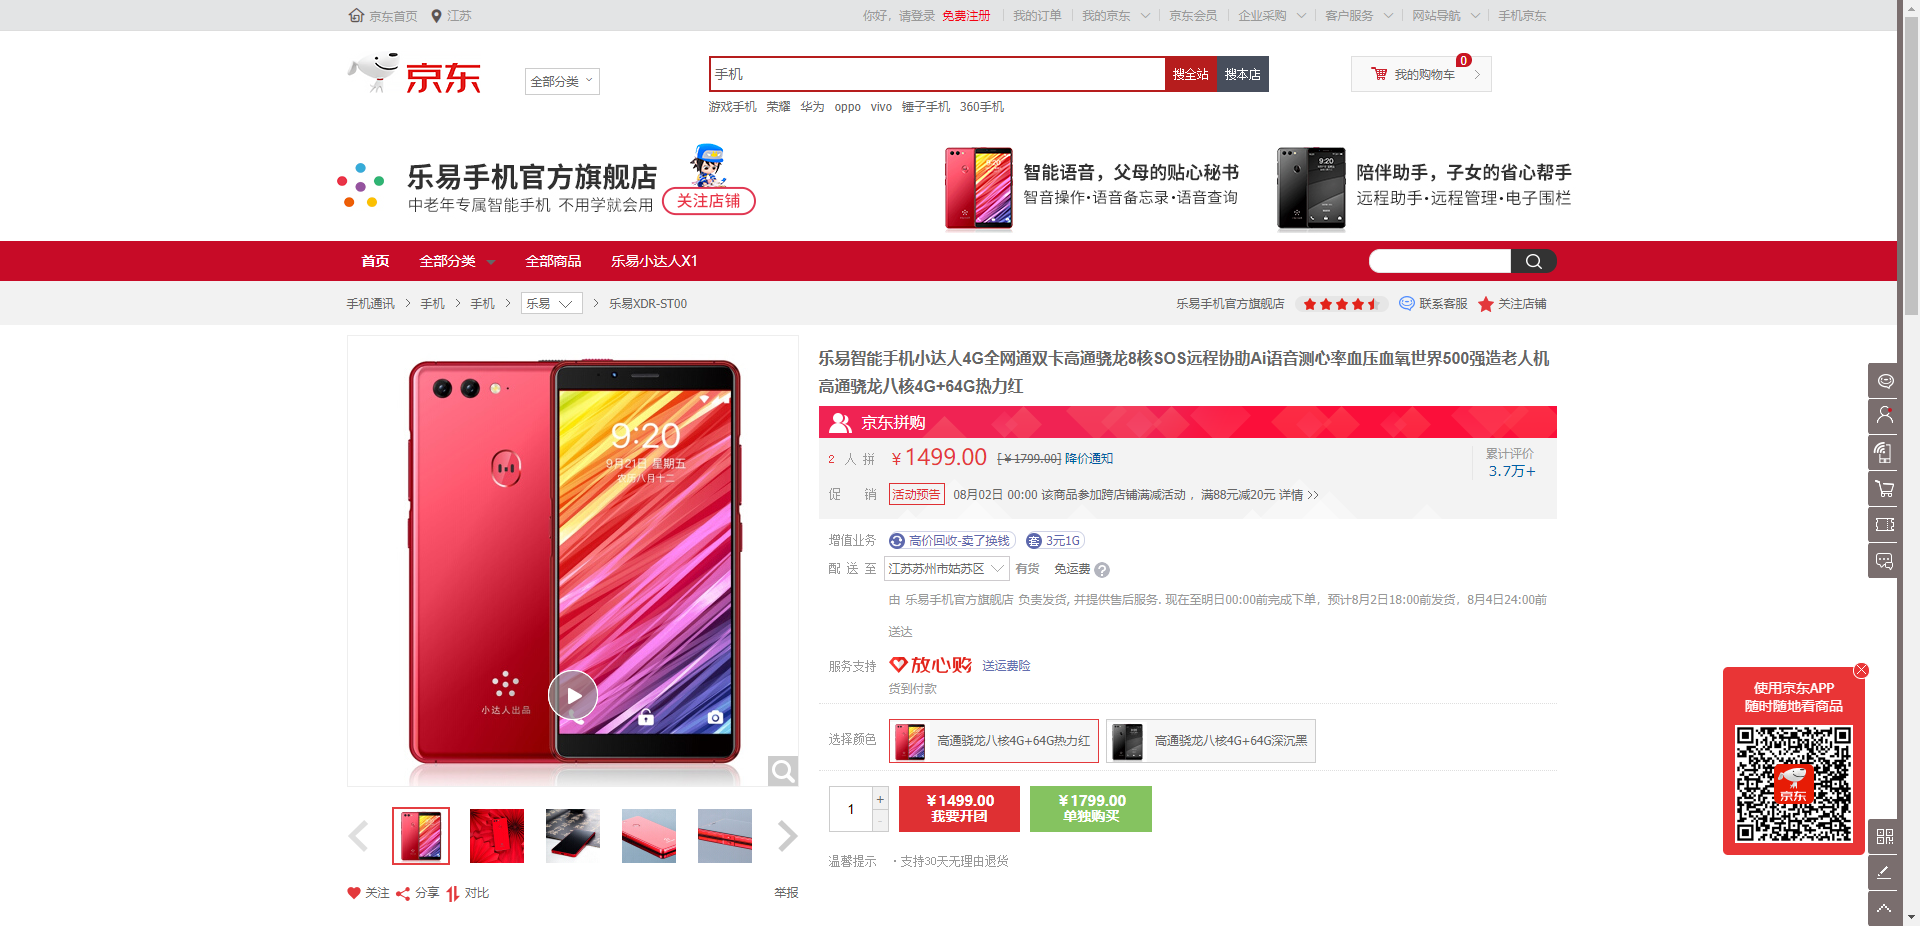 京东首页 江苏 你好，请登录 免费注册 我的订单 我的京东 京东会员 企业采购 客户服务 网站导航 手机京东
京东
全部分类
手机 搜全站 搜本店
0
我的购物车
游戏手机 荣耀 华为 oppo vivo 锤子手机 360手机
乐易手机官方旗舰店
中老年专属智能手机 不用学就会用
关注店铺
智能语音，父母的贴心秘书
智音操作•语音备忘录•语音查询
陪伴助手，子女的省心帮手
远程助手•远程管理•电子围栏
首页 全部分类 全部商品 乐易小达人X1
手机通讯 > 手机 > 手机 > 乐易 > 乐易XDR-ST00
乐易手机官方旗舰店 联系客服 关注店铺
9:20
9月21日 星期五
农历八月十二
小达人出品
关注 分享 对比 举报
乐易智能手机小达人4G全网通双卡高通骁龙8核SOS远程协助Ai语音测心率血压血氧世界500强造老人机
高通骁龙八核4G+64G热力红
京东拼购
2 人 拼 ￥1499.00 [￥1799.00] 降价通知
累计评价
3.7万+
促 销 活动预告 08月02日 00:00 该商品参加跨店铺满减活动， 满88元减20元 详情 >>
增值业务 高价回收-卖了换钱 套 3元1G
配 送 至 江苏苏州市姑苏区 有货 免运费 ?
由 乐易手机官方旗舰店 负责发货, 并提供售后服务. 现在至明日00:00前完成下单，预计8月2日18:00前发货，8月4日24:00前
送达
服务支持 放心购 送运费险
货到付款
选择颜色 高通骁龙八核4G+64G热力红 高通骁龙八核4G+64G深沉黑
1 + -
￥1499.00
我要开团
￥1799.00
单独购买
温馨提示 ·支持30天无理由退货
使用京东APP
随时随地看商品
京东